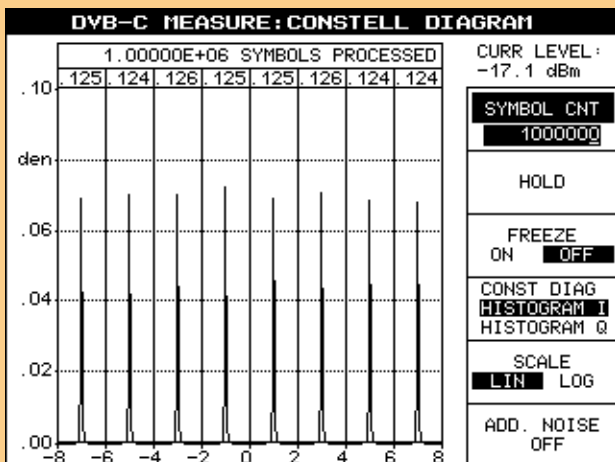 DVB-C MEASURE:CONSTELL DIAGRAM
1.00000E+06 SYMBOLS PROCESSED
.125 .124 .126 .125 .125 .126 .124 .124
.10
den
.06
.04
.02
.00
-8 -6 -4 -2 0 2 4 6 8
CURR LEVEL:
-17.1 dBm
SYMBOL CNT
1000000
HOLD
FREEZE
ON OFF
CONST DIAG
HISTOGRAM I
HISTOGRAM Q
SCALE
LIN LOG
ADD. NOISE
OFF